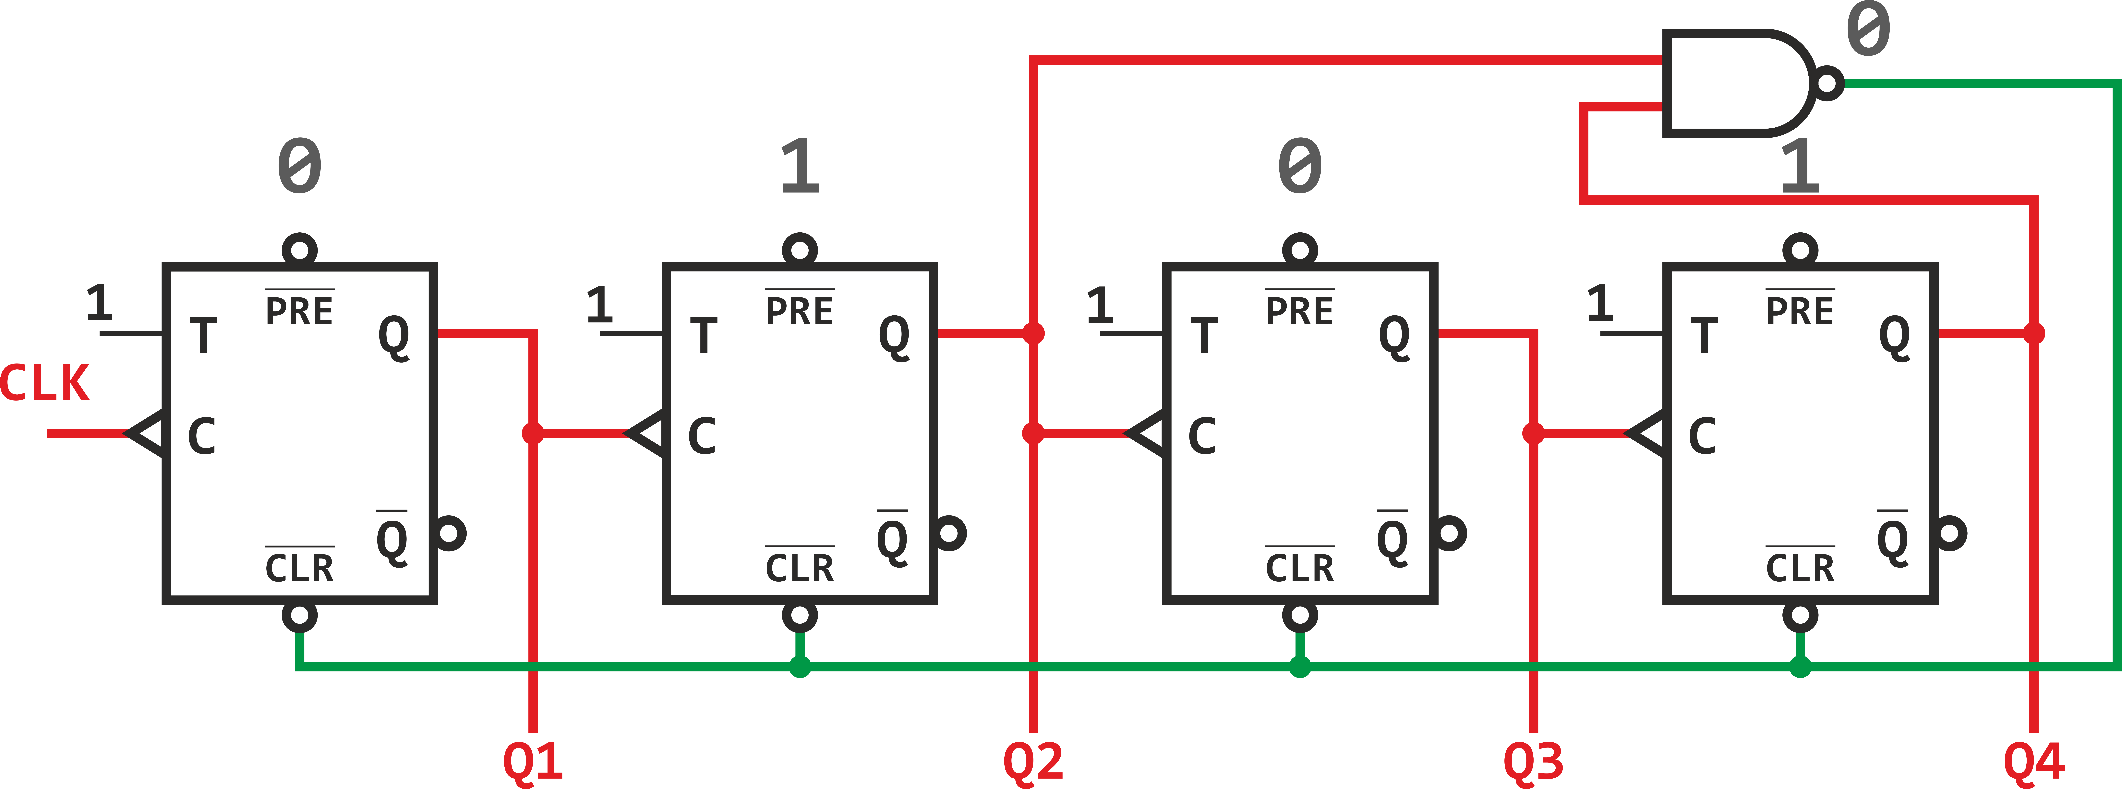 0
0 1 0 1
1 T PRE Q 1 T PRE Q 1 T PRE Q 1 T PRE Q
CLK
C C C C
Q Q Q Q
CLR CLR CLR CLR
Q1 Q2 Q3 Q4